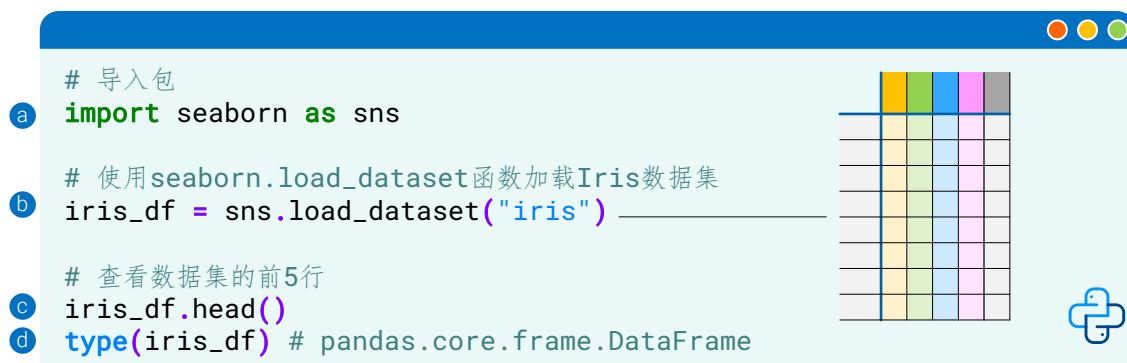 # 导入包
a import seaborn as sns
# 使用seaborn.load_dataset函数加载Iris数据集
b iris_df = sns.load_dataset("iris")
# 查看数据集的前5行
c iris_df.head()
d type(iris_df) # pandas.core.frame.DataFrame